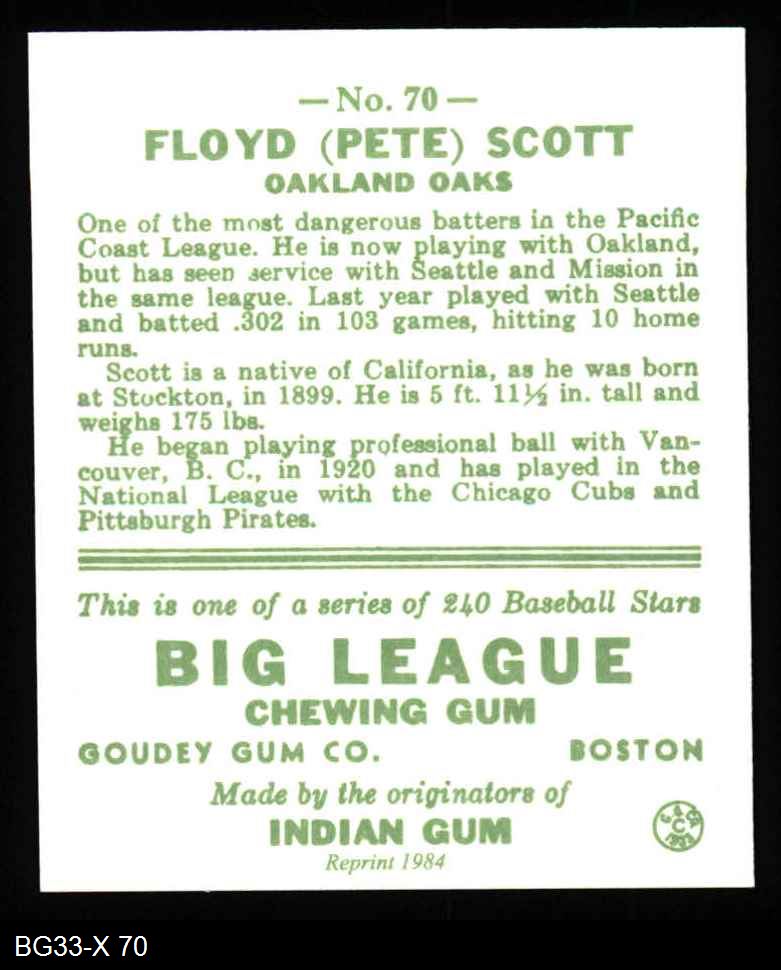 — No. 70 —
FLOYD (PETE) SCOTT
OAKLAND OAKS
One of the most dangerous batters in the Pacific
Coast League. He is now playing with Oakland,
but has seen service with Seattle and Mission in
the same league. Last year played with Seattle
and batted .302 in 103 games, hitting 10 home
runs.
Scott is a native of California, as he was born
at Stockton, in 1899. He is 5 ft. 11½ in. tall and
weighs 175 lbs.
He began playing professional ball with Van-
couver, B. C., in 1920 and has played in the
National League with the Chicago Cubs and
Pittsburgh Pirates.
This is one of a series of 240 Baseball Stars
BIG LEAGUE
CHEWING GUM
GOUDEY GUM CO. BOSTON
Made by the originators of
INDIAN GUM
Reprint 1984
C
BG33-X 70